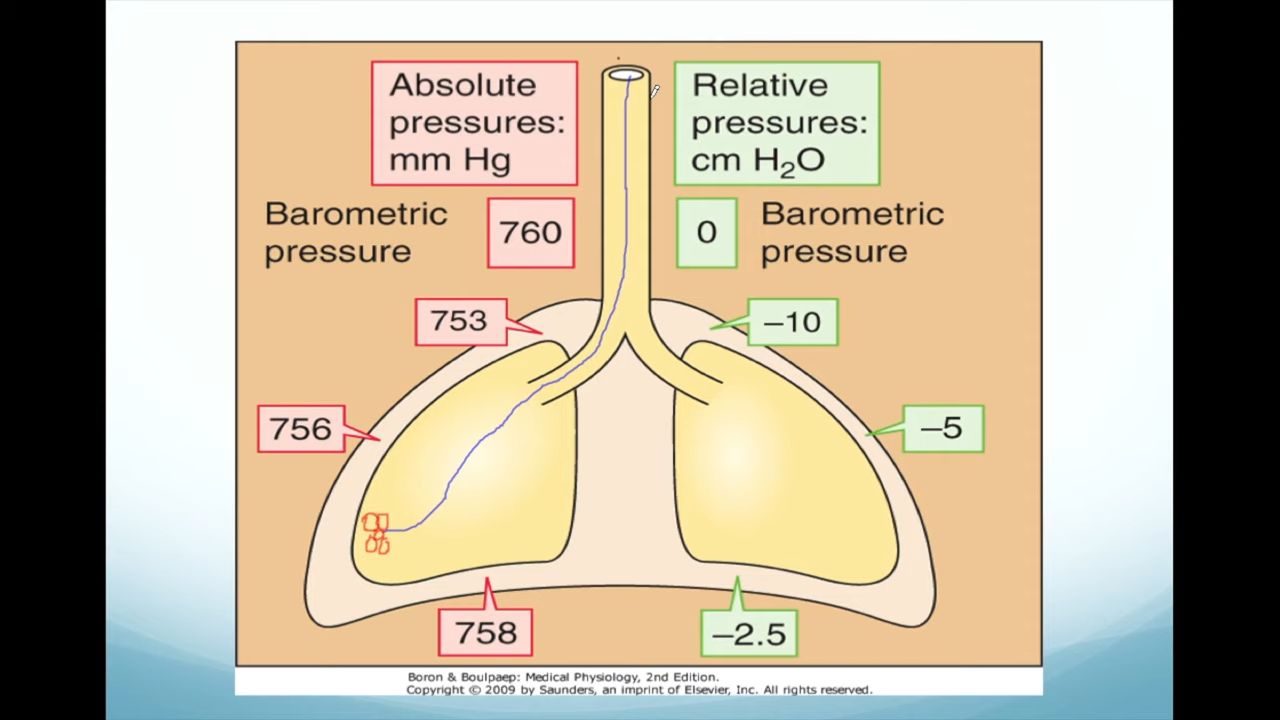 Absolute
pressures:
mm Hg
Relative
pressures:
cm H₂O
Barometric
pressure
760
0
Barometric
pressure
753
–10
756
–5
758
–2.5
Boron & Boulpaep: Medical Physiology, 2nd Edition.
Copyright © 2009 by Saunders, an imprint of Elsevier, Inc. All rights reserved.